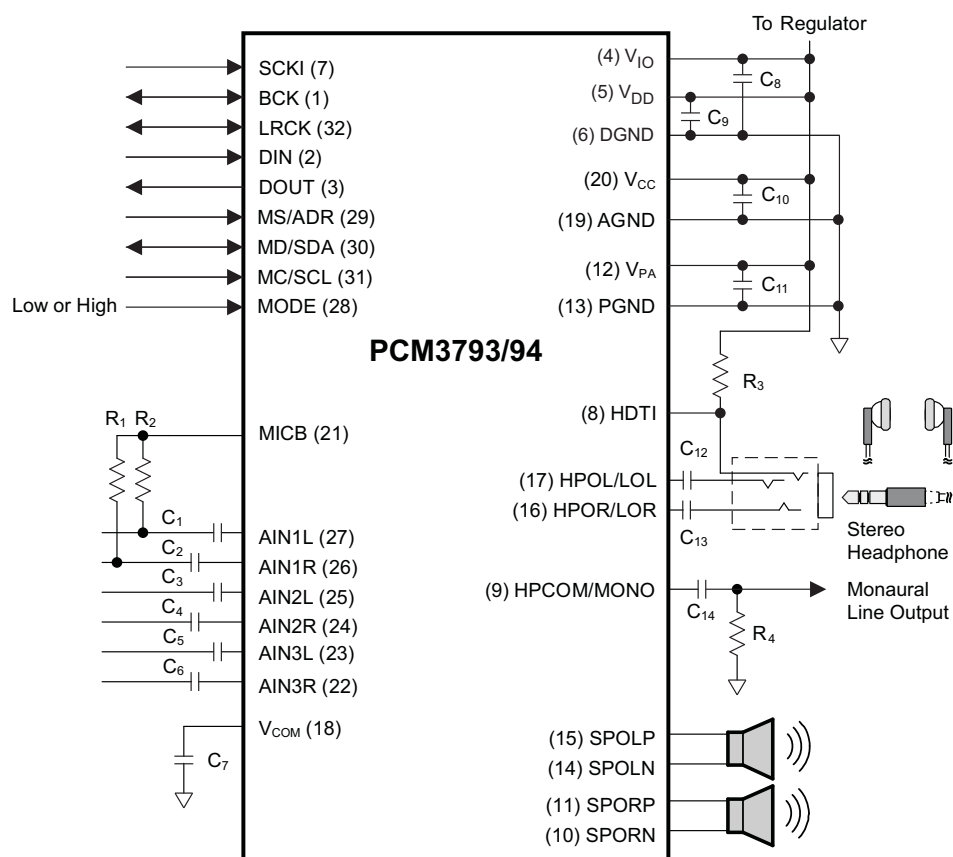 To Regulator
SCKI (7)
BCK (1)
LRCK (32)
DIN (2)
DOUT (3)
MS/ADR (29)
MD/SDA (30)
MC/SCL (31)
Low or High
MODE (28)
PCM3793/94
R1 R2
MICB (21)
C1
AIN1L (27)
C2
AIN1R (26)
C3
AIN2L (25)
C4
AIN2R (24)
C5
AIN3L (23)
C6
AIN3R (22)
VCOM (18)
C7
(4) VIO
C8
(5) VDD
C9
(6) DGND
(20) VCC
C10
(19) AGND
(12) VPA
C11
(13) PGND
R3
(8) HDTI
C12
(17) HPOL/LOL
(16) HPOR/LOR
C13
Stereo
Headphone
(9) HPCOM/MONO
C14
Monaural
Line Output
R4
(15) SPOLP
(14) SPOLN
(11) SPORP
(10) SPORN